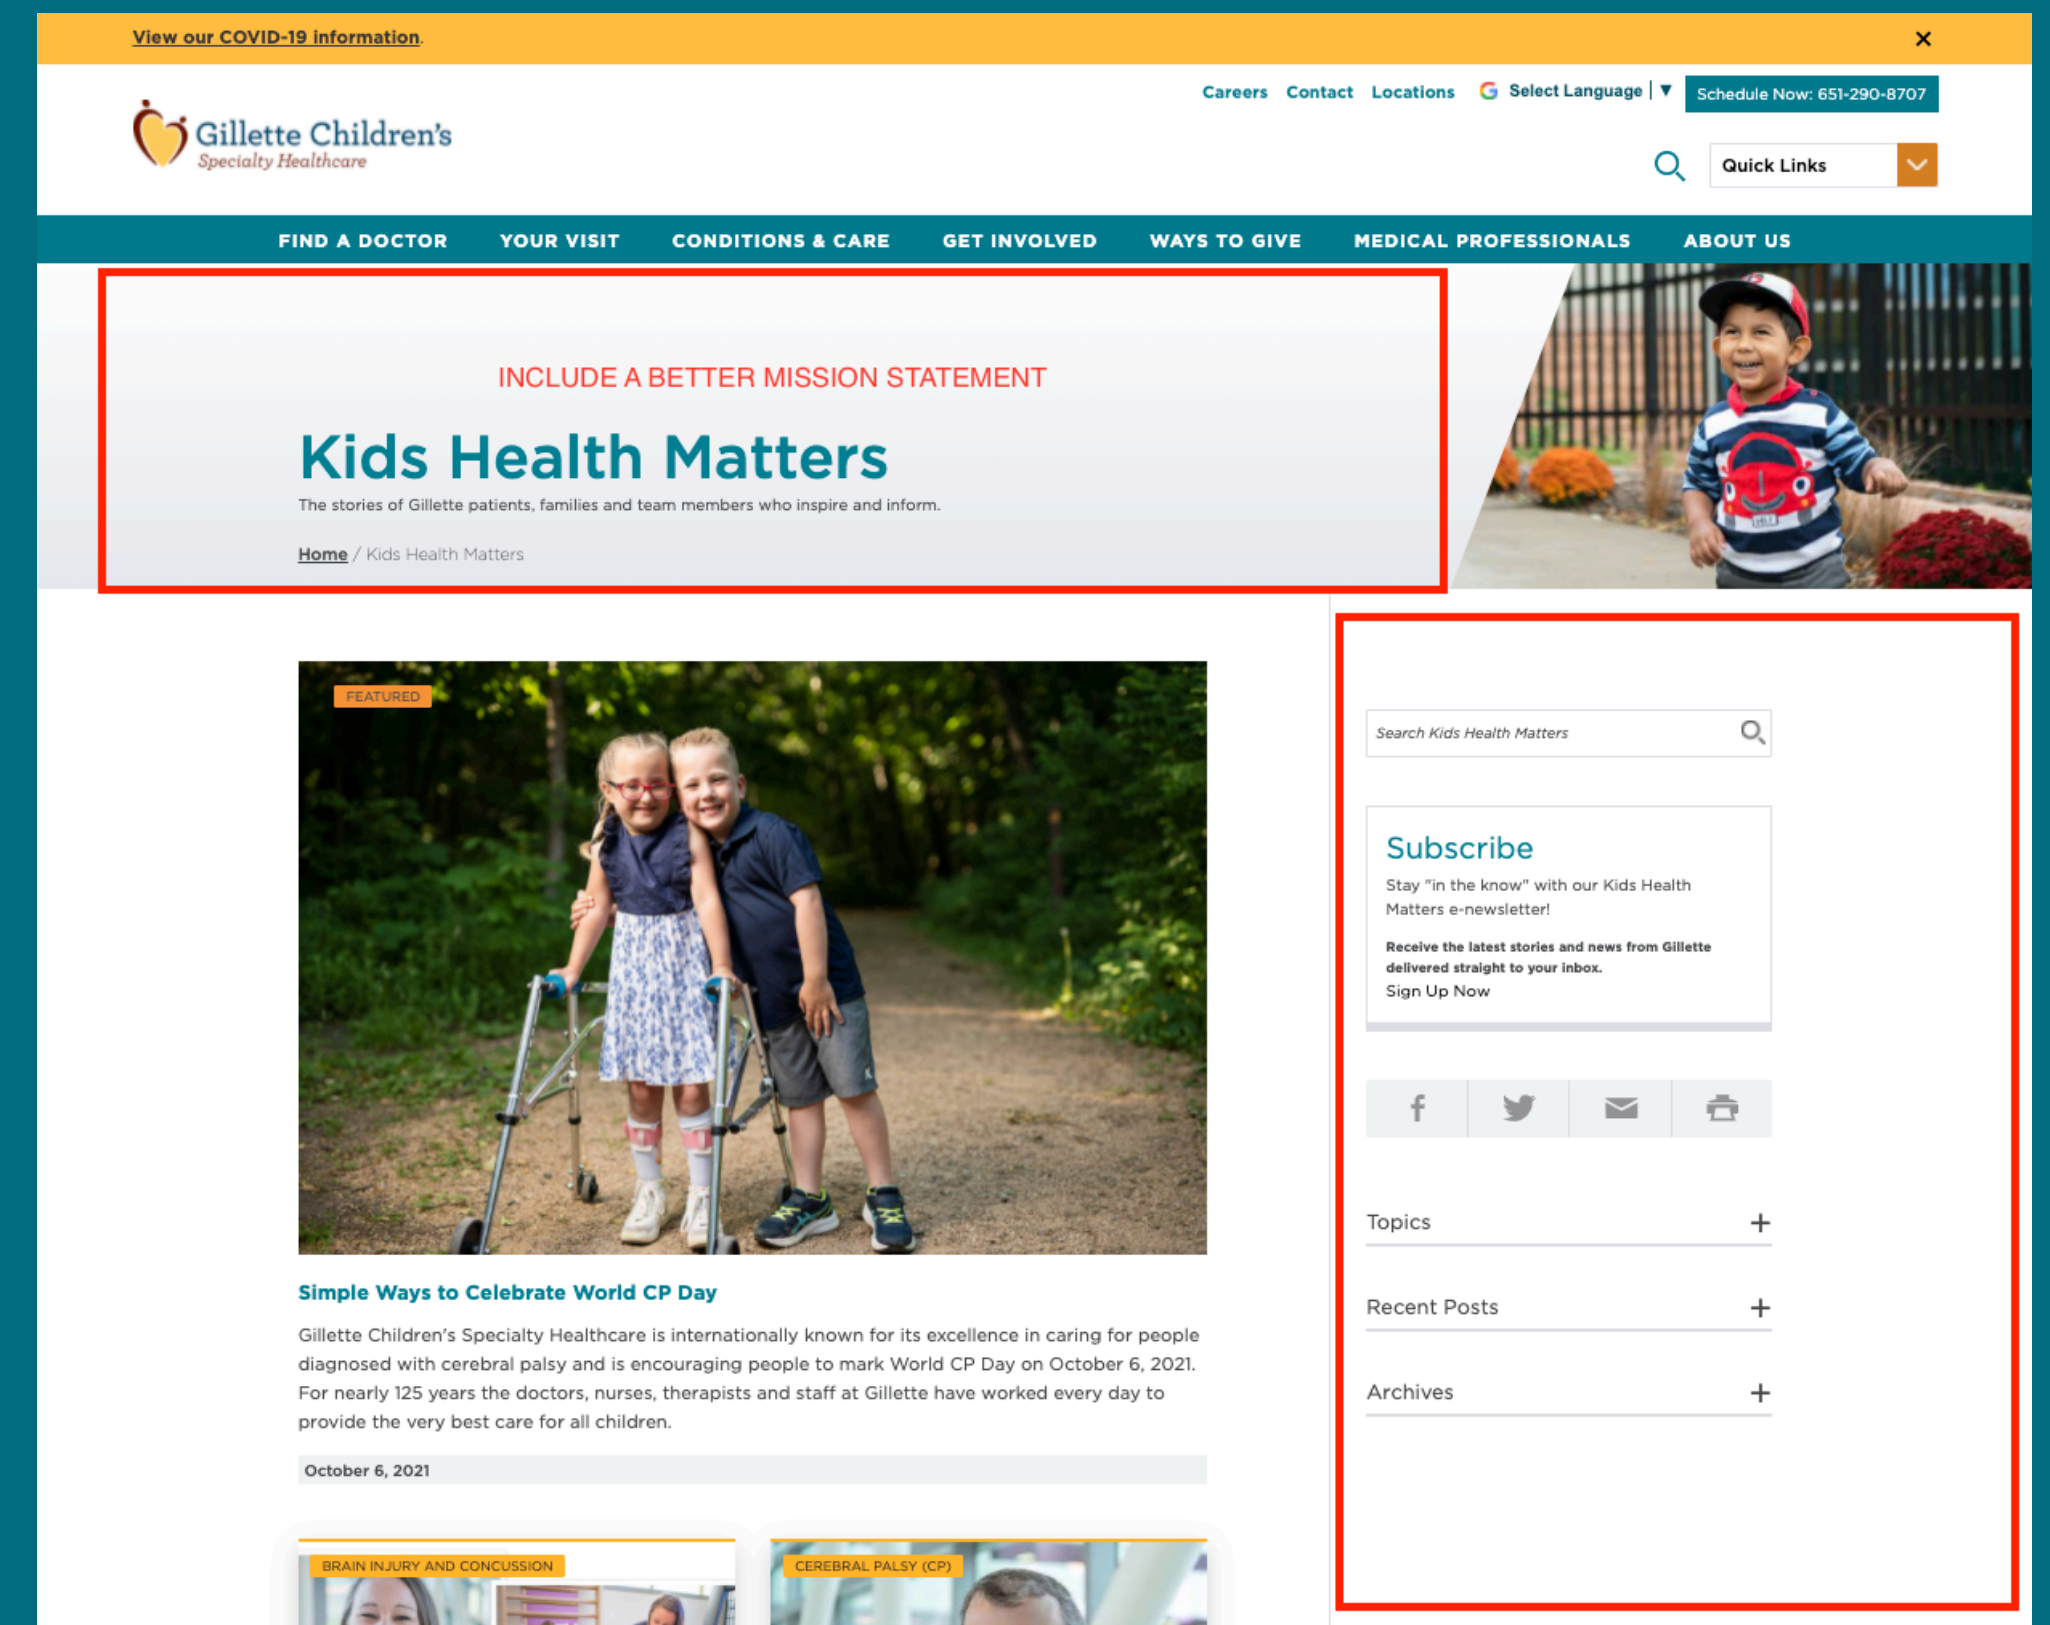 View our COVID-19 information.
Careers Contact Locations Select Language ▼ Schedule Now: 651-290-8707
Gillette Children's
Specialty Healthcare
Quick Links
FIND A DOCTOR YOUR VISIT CONDITIONS & CARE GET INVOLVED WAYS TO GIVE MEDICAL PROFESSIONALS ABOUT US
INCLUDE A BETTER MISSION STATEMENT
Kids Health Matters
The stories of Gillette patients, families and team members who inspire and inform.
Home / Kids Health Matters
FEATURED
Simple Ways to Celebrate World CP Day
Gillette Children's Specialty Healthcare is internationally known for its excellence in caring for people
diagnosed with cerebral palsy and is encouraging people to mark World CP Day on October 6, 2021.
For nearly 125 years the doctors, nurses, therapists and staff at Gillette have worked every day to
provide the very best care for all children.
October 6, 2021
BRAIN INJURY AND CONCUSSION
CEREBRAL PALSY (CP)
Search Kids Health Matters
Subscribe
Stay "in the know" with our Kids Health
Matters e-newsletter!
Receive the latest stories and news from Gillette
delivered straight to your inbox.
Sign Up Now
Topics
Recent Posts
Archives